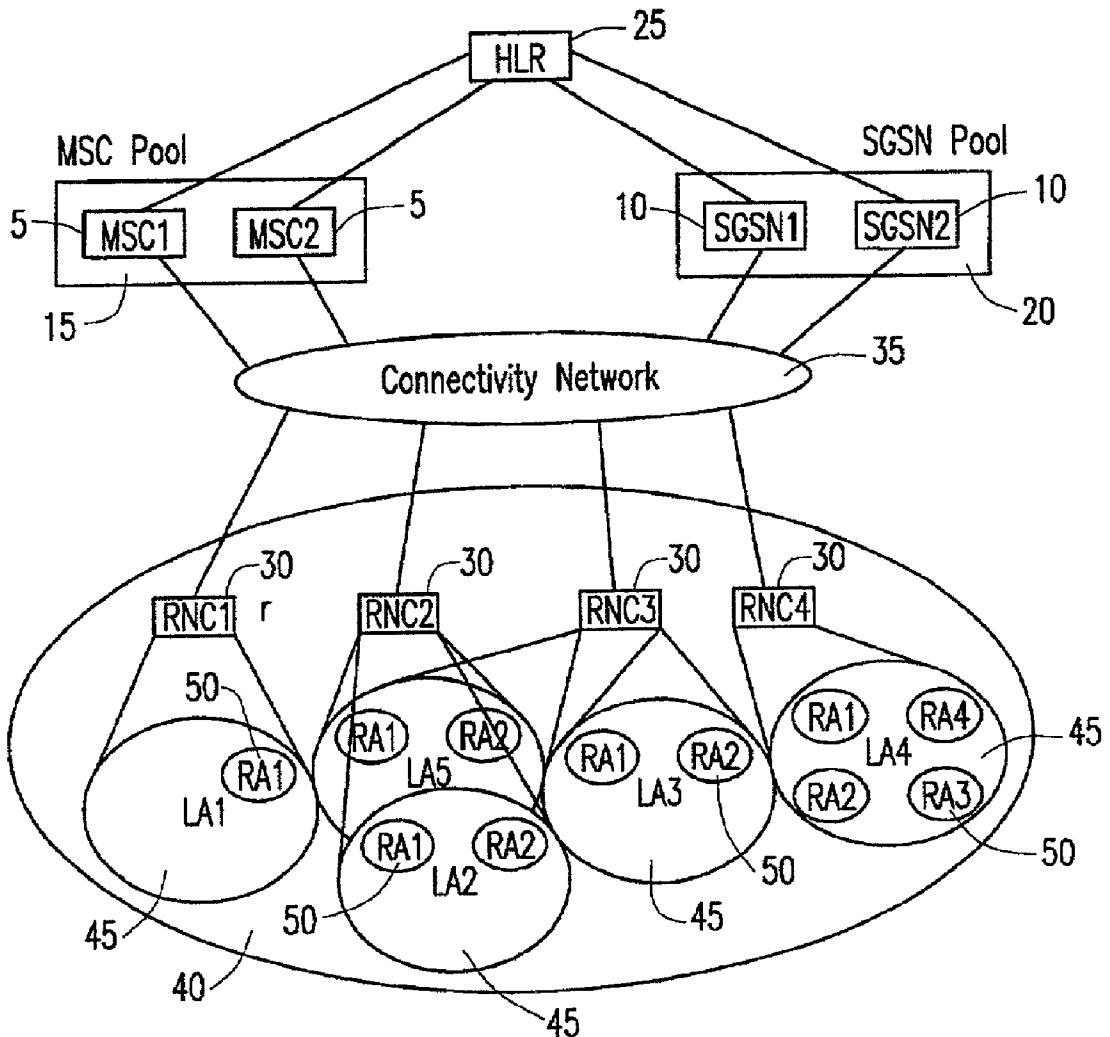 25
HLR
MSC Pool
SGSN Pool
5
MSC1
MSC2
5
10
SGSN1
SGSN2
10
15
20
35
Connectivity Network
RNC1
30
r
RNC2
30
RNC3
30
RNC4
30
50
RA1
LA1
RA1
RA2
LA5
RA1
RA2
LA3
RA1
RA4
LA4
45
RA2
RA3
RA1
RA2
LA2
50
50
50
45
40
45
45